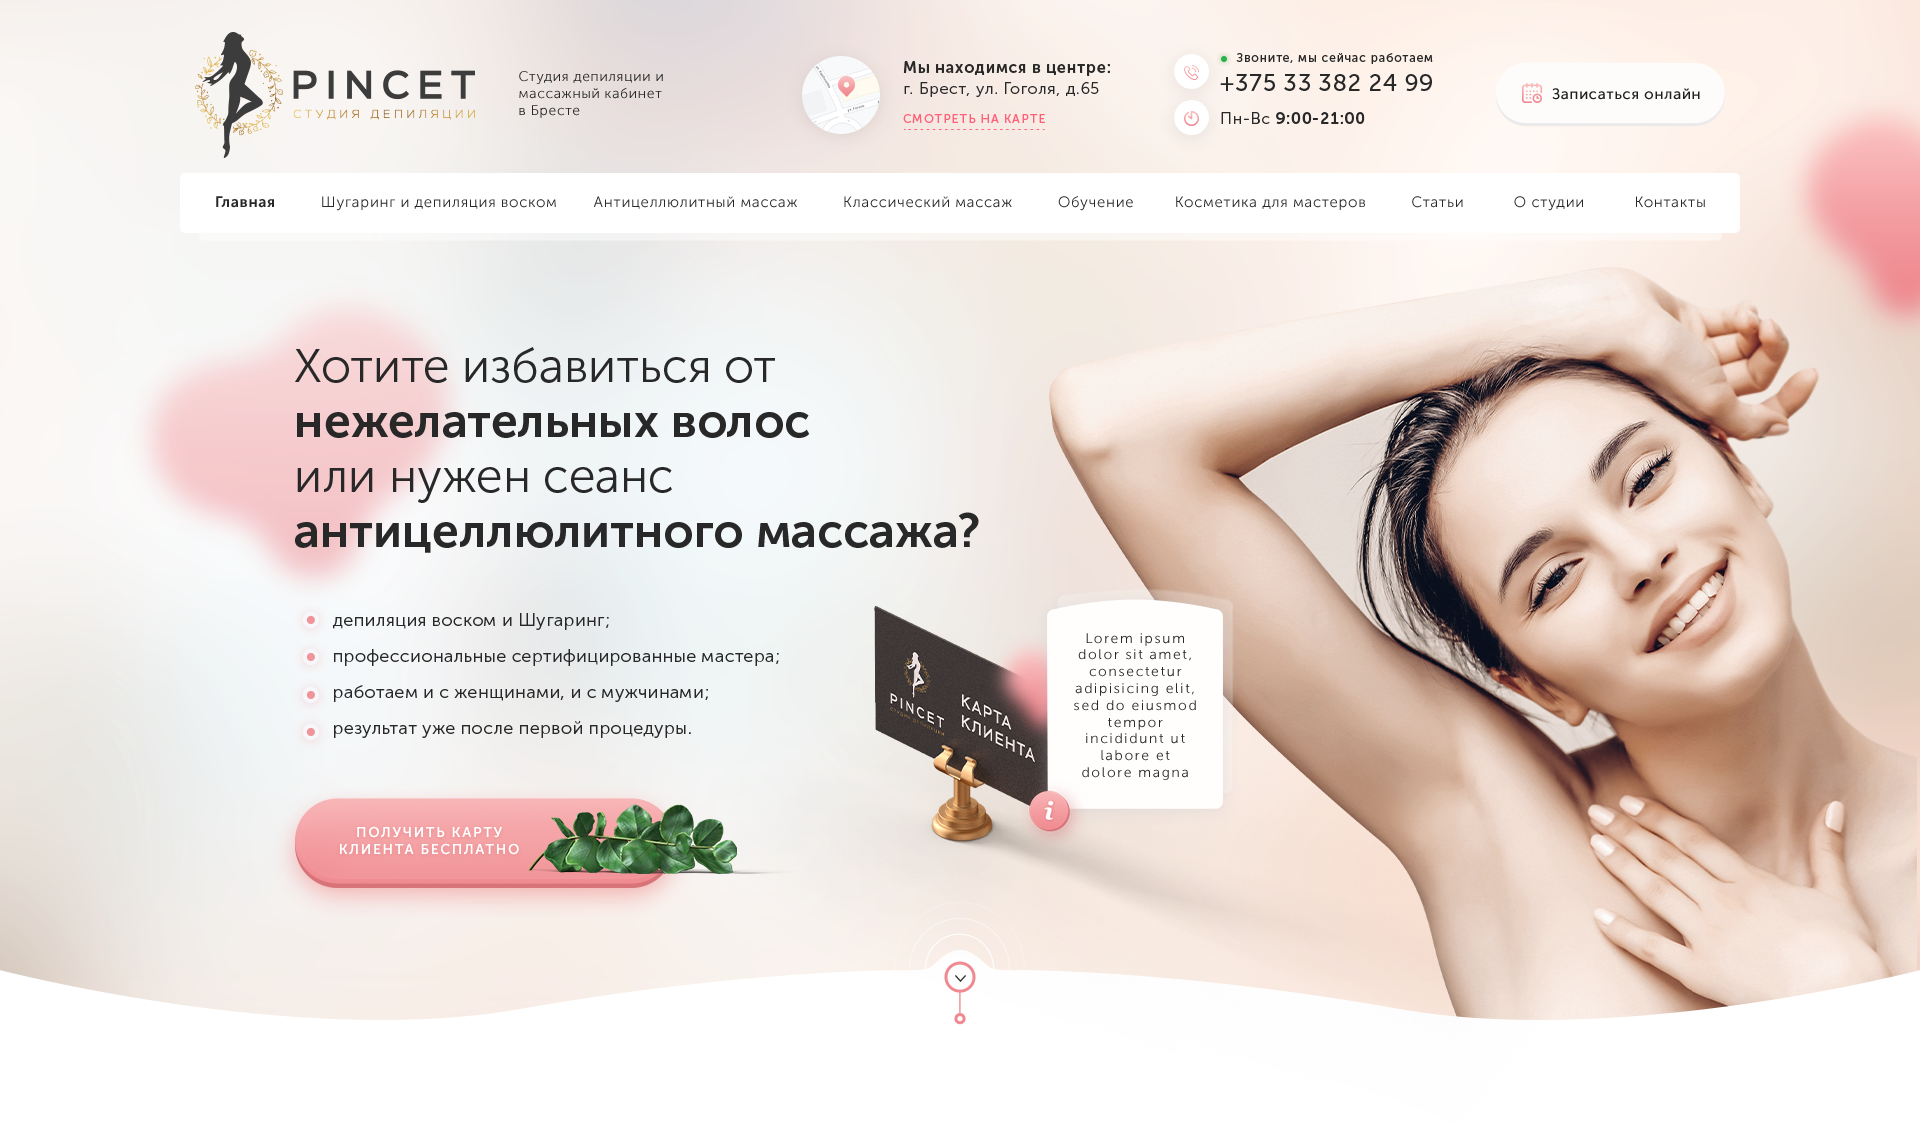 PINCET
СТУДИЯ ДЕПИЛЯЦИИ
Студия депиляции и
массажный кабинет
в Бресте
Мы находимся в центре:
г. Брест, ул. Гоголя, д.65
СМОТРЕТЬ НА КАРТЕ
Звоните, мы сейчас работаем
+375 33 382 24 99
Пн-Вс 9:00-21:00
Записаться онлайн
Главная
Шугаринг и депиляция воском
Антицеллюлитный массаж
Классический массаж
Обучение
Косметика для мастеров
Статьи
О студии
Контакты
Хотите избавиться от
нежелательных волос
или нужен сеанс
антицеллюлитного массажа?
депиляция воском и Шугаринг;
профессиональные сертифицированные мастера;
работаем и с женщинами, и с мужчинами;
результат уже после первой процедуры.
ПОЛУЧИТЬ КАРТУ
КЛИЕНТА БЕСПЛАТНО
PINCET
СТУДИЯ ДЕПИЛЯЦИИ
КАРТА
КЛИЕНТА
Lorem ipsum
dolor sit amet,
consectetur
adipisicing elit,
sed do eiusmod
tempor
incididunt ut
labore et
dolore magna
i